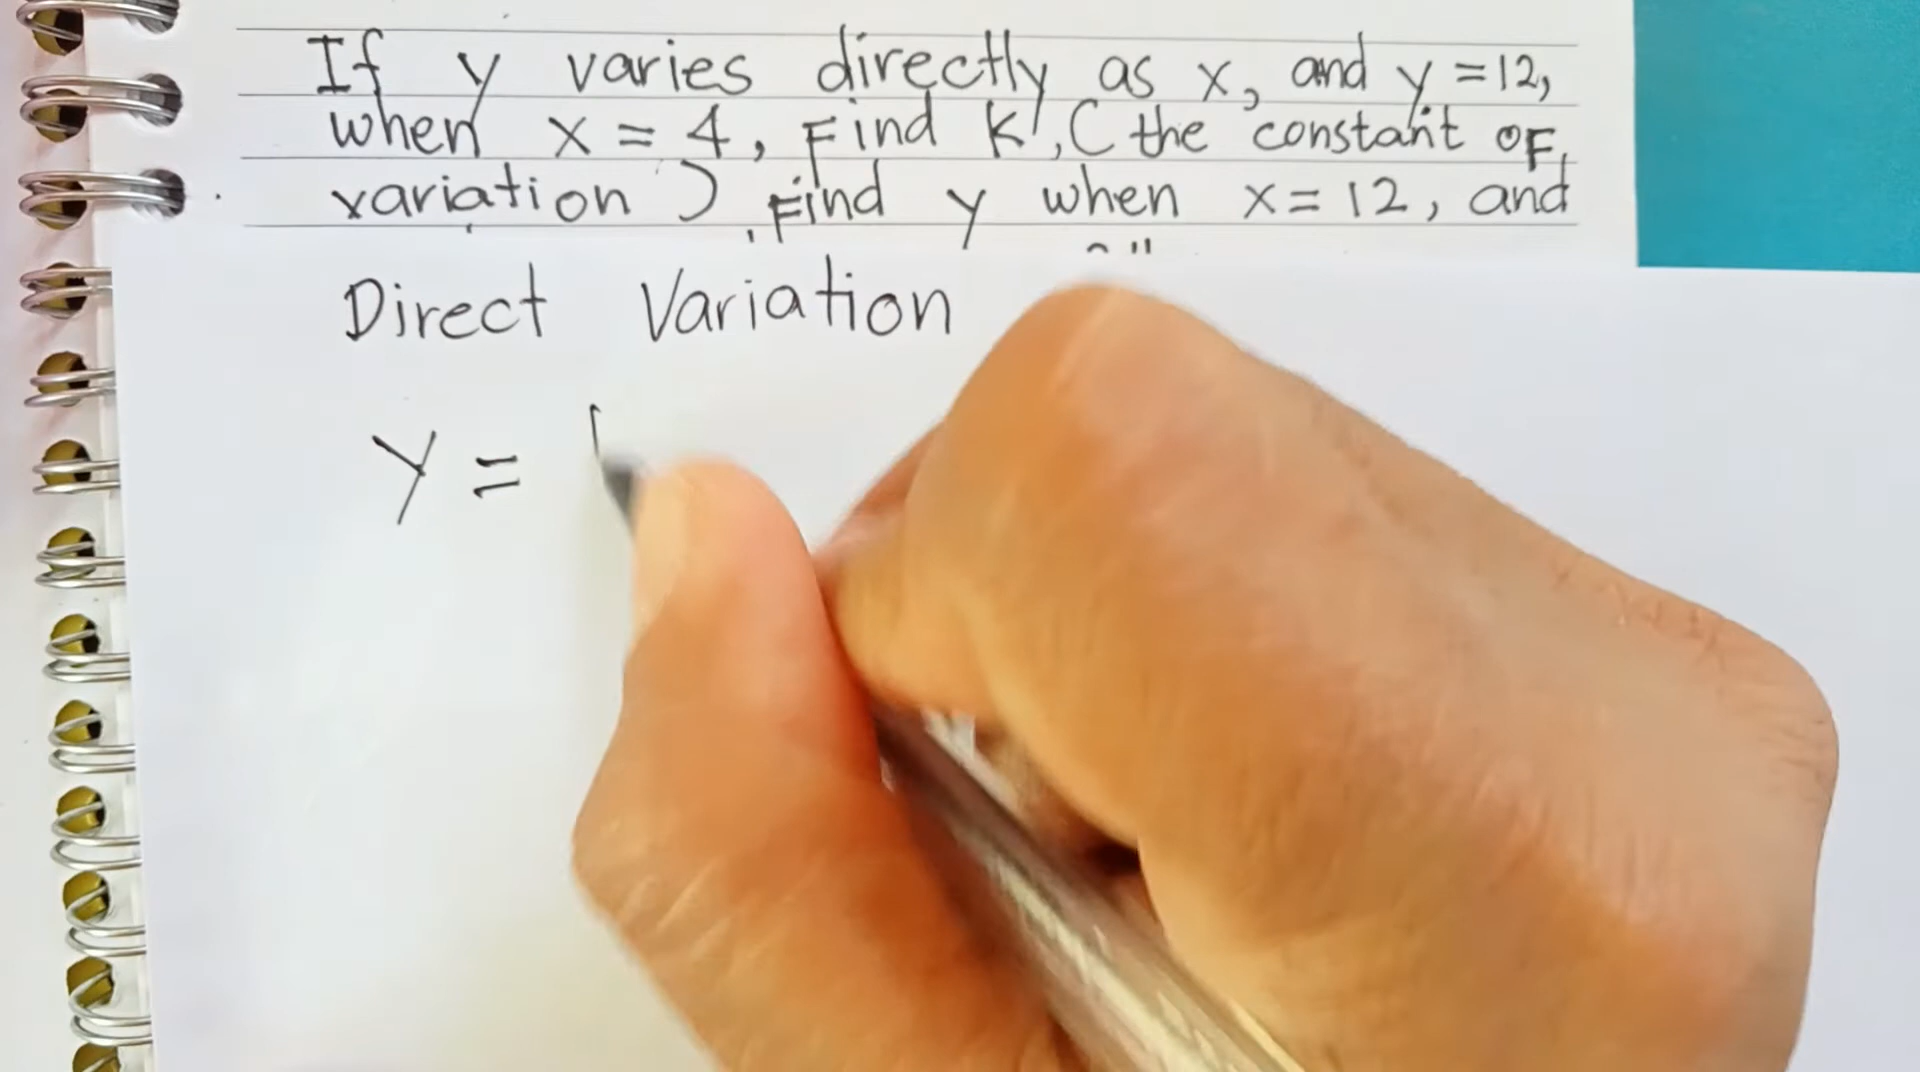 If y varies directly as x, and y = 12,
when x = 4, Find K, ( the constant OF
variation ) Find y when x = 12, and
Direct Variation
y =